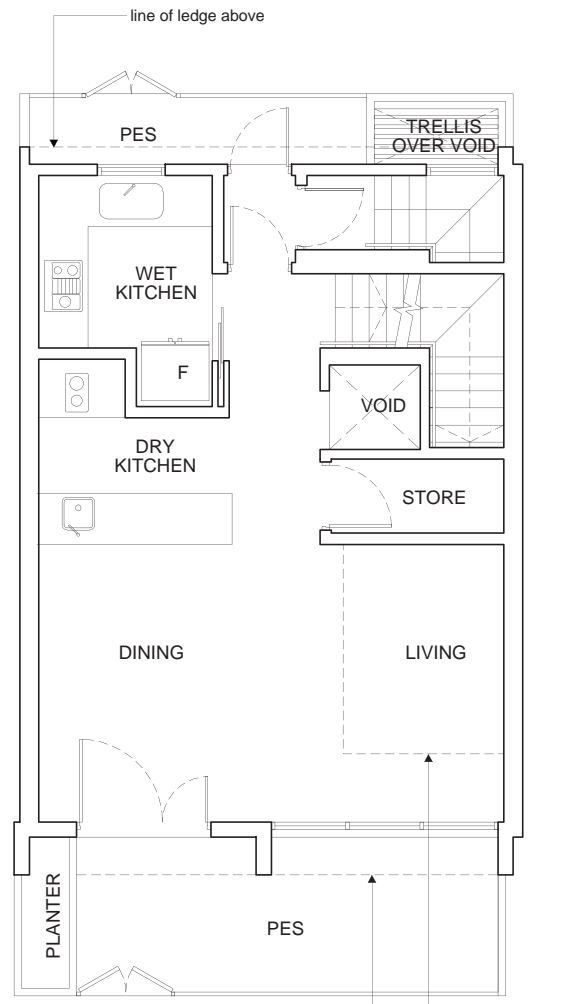 line of ledge above
PES
TRELLIS
OVER VOID
WET
KITCHEN
F
VOID
DRY
KITCHEN
STORE
DINING
LIVING
PLANTER
PES